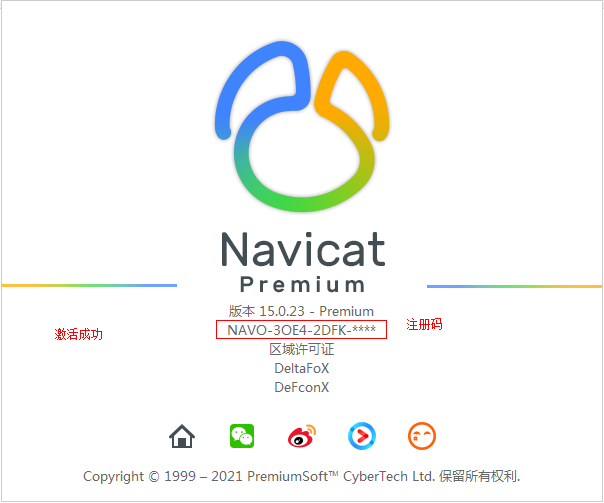 Navicat
Premium
版本 15.0.23 - Premium
NAVO-3OE4-2DFK-****
注册码
激活成功
区域许可证
DeltaFoX
DeFconX
Copyright © 1999 – 2021 PremiumSoft™ CyberTech Ltd. 保留所有权利.